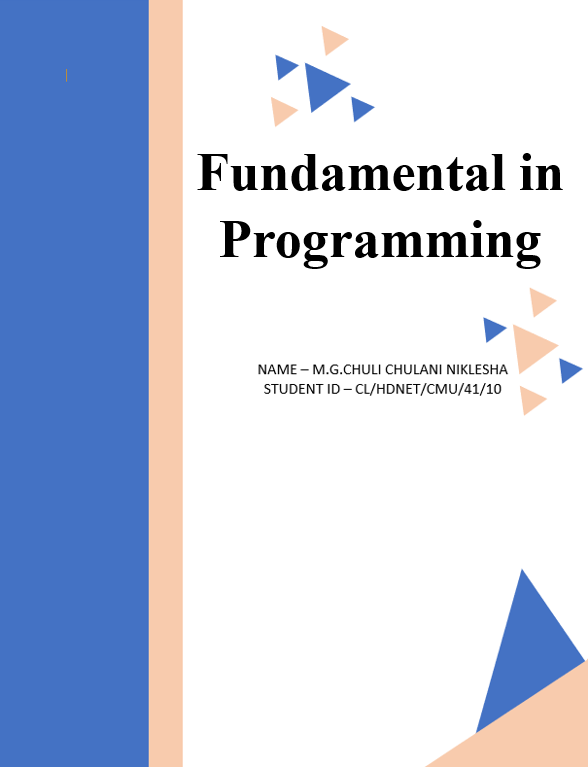 Fundamental in
Programming
NAME – M.G.CHULI CHULANI NIKLESHA
STUDENT ID – CL/HDNET/CMU/41/10